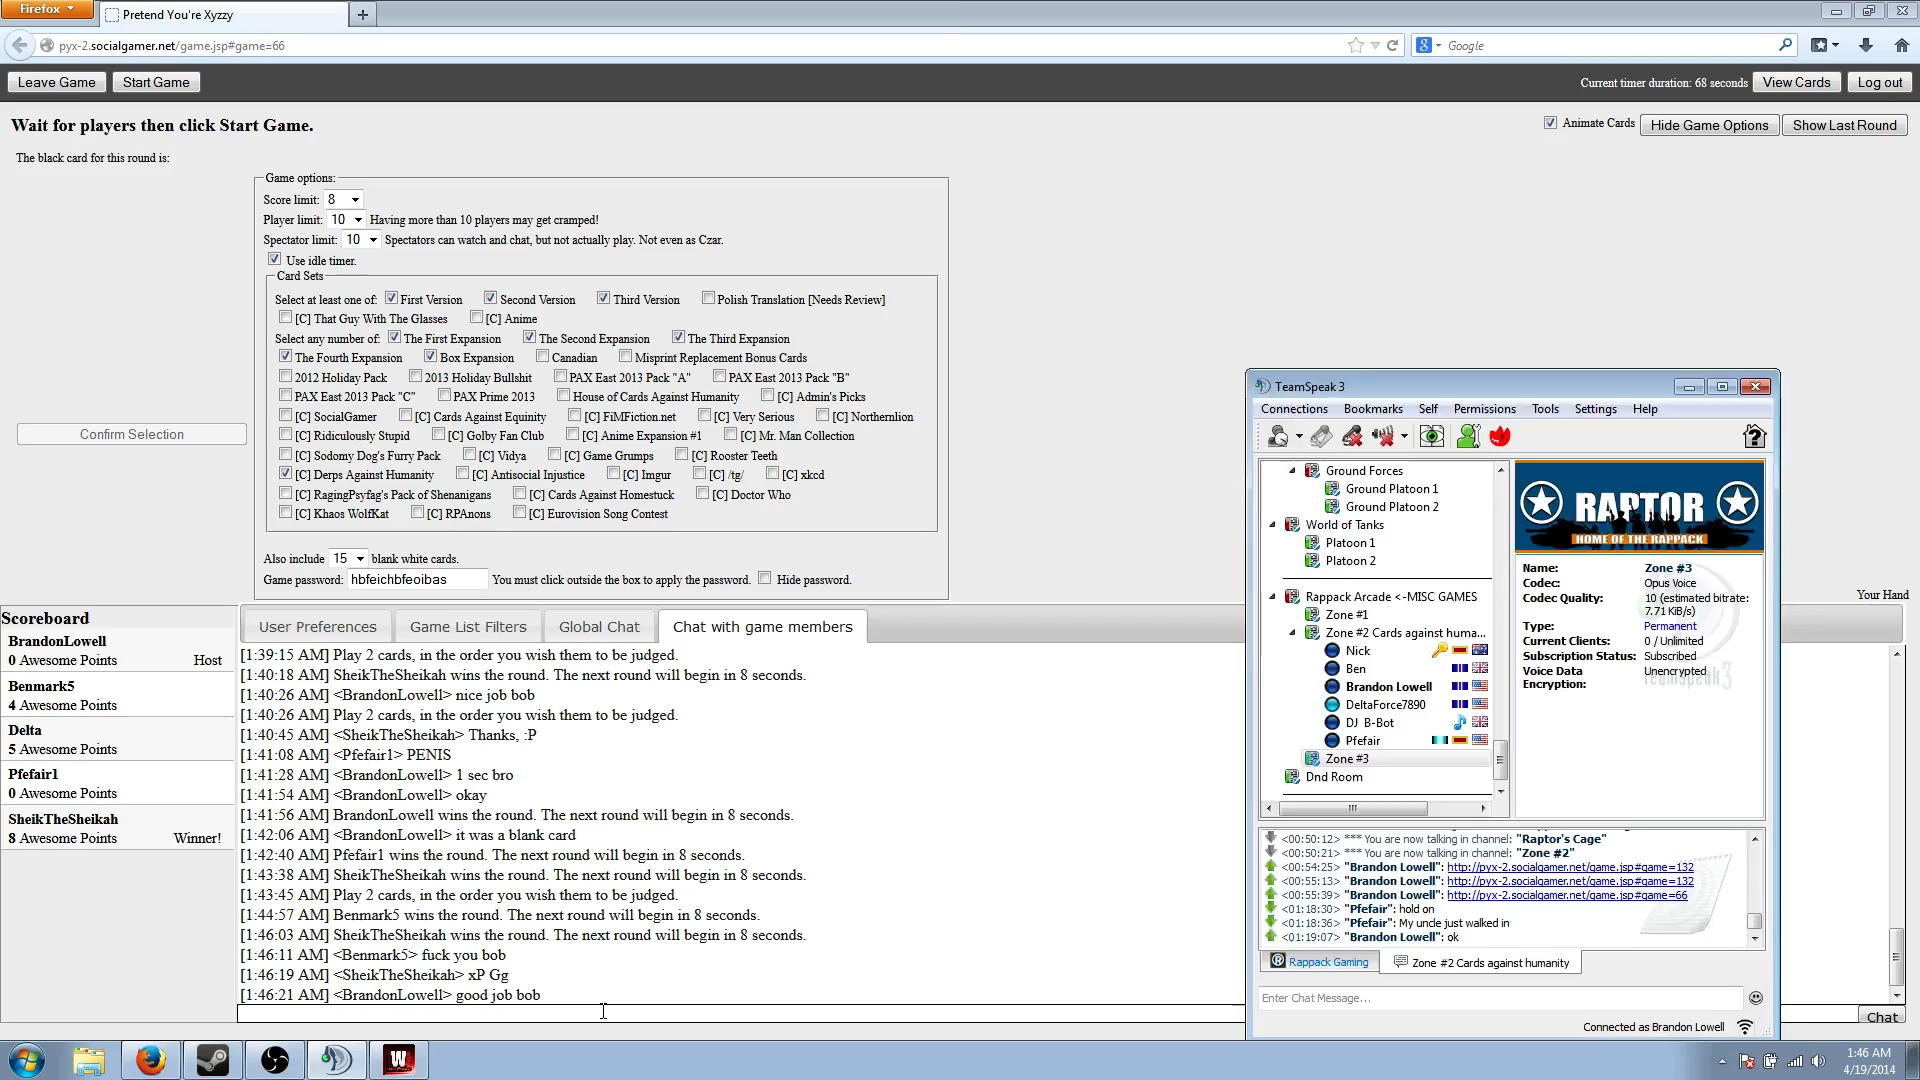 Firefox
Pretend You're Xyzzy
pyx-2.socialgamer.net/game.jsp#game=66
Google
Leave Game
Start Game
Current timer duration: 68 seconds
View Cards
Log out
Wait for players then click Start Game.
Animate Cards
Hide Game Options
Show Last Round
The black card for this round is:
Game options:
Score limit: 8
Player limit: 10 Having more than 10 players may get cramped!
Spectator limit: 10 Spectators can watch and chat, but not actually play. Not even as Czar.
Use idle timer.
Card Sets
Select at least one of: First Version Second Version Third Version Polish Translation [Needs Review]
[C] That Guy With The Glasses [C] Anime
Select any number of: The First Expansion The Second Expansion The Third Expansion
The Fourth Expansion Box Expansion Canadian Misprint Replacement Bonus Cards
2012 Holiday Pack 2013 Holiday Bullshit PAX East 2013 Pack "A" PAX East 2013 Pack "B"
PAX East 2013 Pack "C" PAX Prime 2013 House of Cards Against Humanity [C] Admin's Picks
[C] SocialGamer [C] Cards Against Equinity [C] FiMFiction.net [C] Very Serious [C] Northernlion
[C] Ridiculously Stupid [C] Golby Fan Club [C] Anime Expansion #1 [C] Mr. Man Collection
[C] Sodomy Dog's Furry Pack [C] Vidya [C] Game Grumps [C] Rooster Teeth
[C] Derps Against Humanity [C] Antisocial Injustice [C] Imgur [C] /tg/ [C] xkcd
[C] RagingPsyfag's Pack of Shenanigans [C] Cards Against Homestuck [C] Doctor Who
[C] Khaos WolfKat [C] RPAnons [C] Eurovision Song Contest
Also include 15 blank white cards.
Game password: hbfeichbfeoibas You must click outside the box to apply the password. Hide password.
Confirm Selection
Your Hand
Scoreboard
BrandonLowell
0 Awesome Points Host
Benmark5
4 Awesome Points
Delta
5 Awesome Points
Pfefair1
0 Awesome Points
SheikTheSheikah
8 Awesome Points Winner!
User Preferences
Game List Filters
Global Chat
Chat with game members
[1:39:15 AM] Play 2 cards, in the order you wish them to be judged.
[1:40:18 AM] SheikTheSheikah wins the round. The next round will begin in 8 seconds.
[1:40:26 AM] <BrandonLowell> nice job bob
[1:40:26 AM] Play 2 cards, in the order you wish them to be judged.
[1:40:45 AM] <SheikTheSheikah> Thanks, :P
[1:41:08 AM] <Pfefair1> PENIS
[1:41:28 AM] <BrandonLowell> 1 sec bro
[1:41:54 AM] <BrandonLowell> okay
[1:41:56 AM] BrandonLowell wins the round. The next round will begin in 8 seconds.
[1:42:06 AM] <BrandonLowell> it was a blank card
[1:42:40 AM] Pfefair1 wins the round. The next round will begin in 8 seconds.
[1:43:38 AM] SheikTheSheikah wins the round. The next round will begin in 8 seconds.
[1:43:45 AM] Play 2 cards, in the order you wish them to be judged.
[1:44:57 AM] Benmark5 wins the round. The next round will begin in 8 seconds.
[1:46:03 AM] SheikTheSheikah wins the round. The next round will begin in 8 seconds.
[1:46:11 AM] <Benmark5> fuck you bob
[1:46:19 AM] <SheikTheSheikah> xP Gg
[1:46:21 AM] <BrandonLowell> good job bob
Chat
TeamSpeak 3
Connections Bookmarks Self Permissions Tools Settings Help
Ground Forces
Ground Platoon 1
Ground Platoon 2
World of Tanks
Platoon 1
Platoon 2
Rappack Arcade <-MISC GAMES
Zone #1
Zone #2 Cards against huma...
Nick
Ben
Brandon Lowell
DeltaForce7890
DJ B-Bot
Pfefair
Zone #3
Dnd Room
RAPTOR
HOME OF THE RAPPACK
Name: Zone #3
Codec: Opus Voice
Codec Quality: 10 (estimated bitrate: 7.71 KiB/s)
Type: Permanent
Current Clients: 0 / Unlimited
Subscription Status: Subscribed
Voice Data Encryption: Unencrypted
teamspeak 3
<00:50:12> *** You are now talking in channel: "Raptor's Cage"
<00:50:21> *** You are now talking in channel: "Zone #2"
<00:54:25> "Brandon Lowell": http://pyx-2.socialgamer.net/game.jsp#game=132
<00:55:13> "Brandon Lowell": http://pyx-2.socialgamer.net/game.jsp#game=132
<00:55:39> "Brandon Lowell": http://pyx-2.socialgamer.net/game.jsp#game=66
<01:18:30> "Pfefair": hold on
<01:18:36> "Pfefair": My uncle just walked in
<01:19:07> "Brandon Lowell": ok
Rappack Gaming
Zone #2 Cards against humanity
Enter Chat Message...
Connected as Brandon Lowell
1:46 AM
4/19/2014